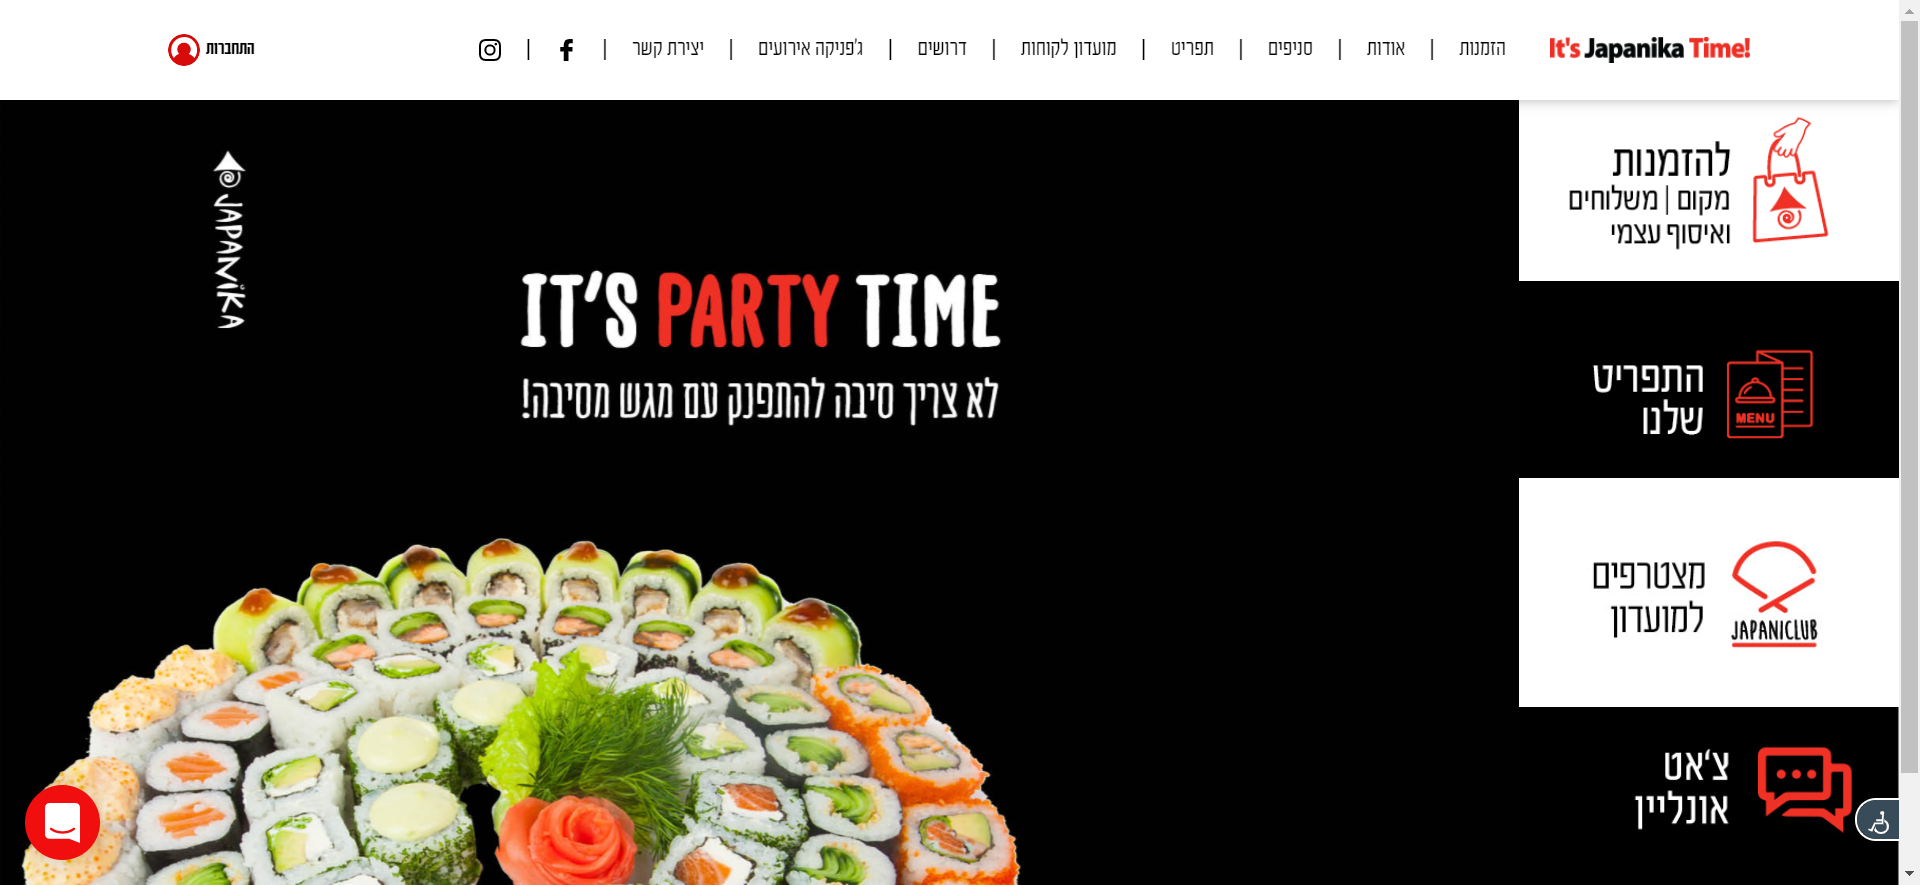 It's Japanika Time!
הזמנות | אודות | סניפים | תפריט | מועדון לקוחות | דרושים | ג'פניקה אירועים | יצירת קשר | |
התחברות
להזמנות
מקום | משלוחים
ואיסוף עצמי
JAPANIKA
IT'S PARTY TIME
לא צריך סיבה להתפנק עם מגש מסיבה!
התפריט
שלנו
MENU
מצטרפים
למועדון
JAPANICLUB
צ'אט
אונליין